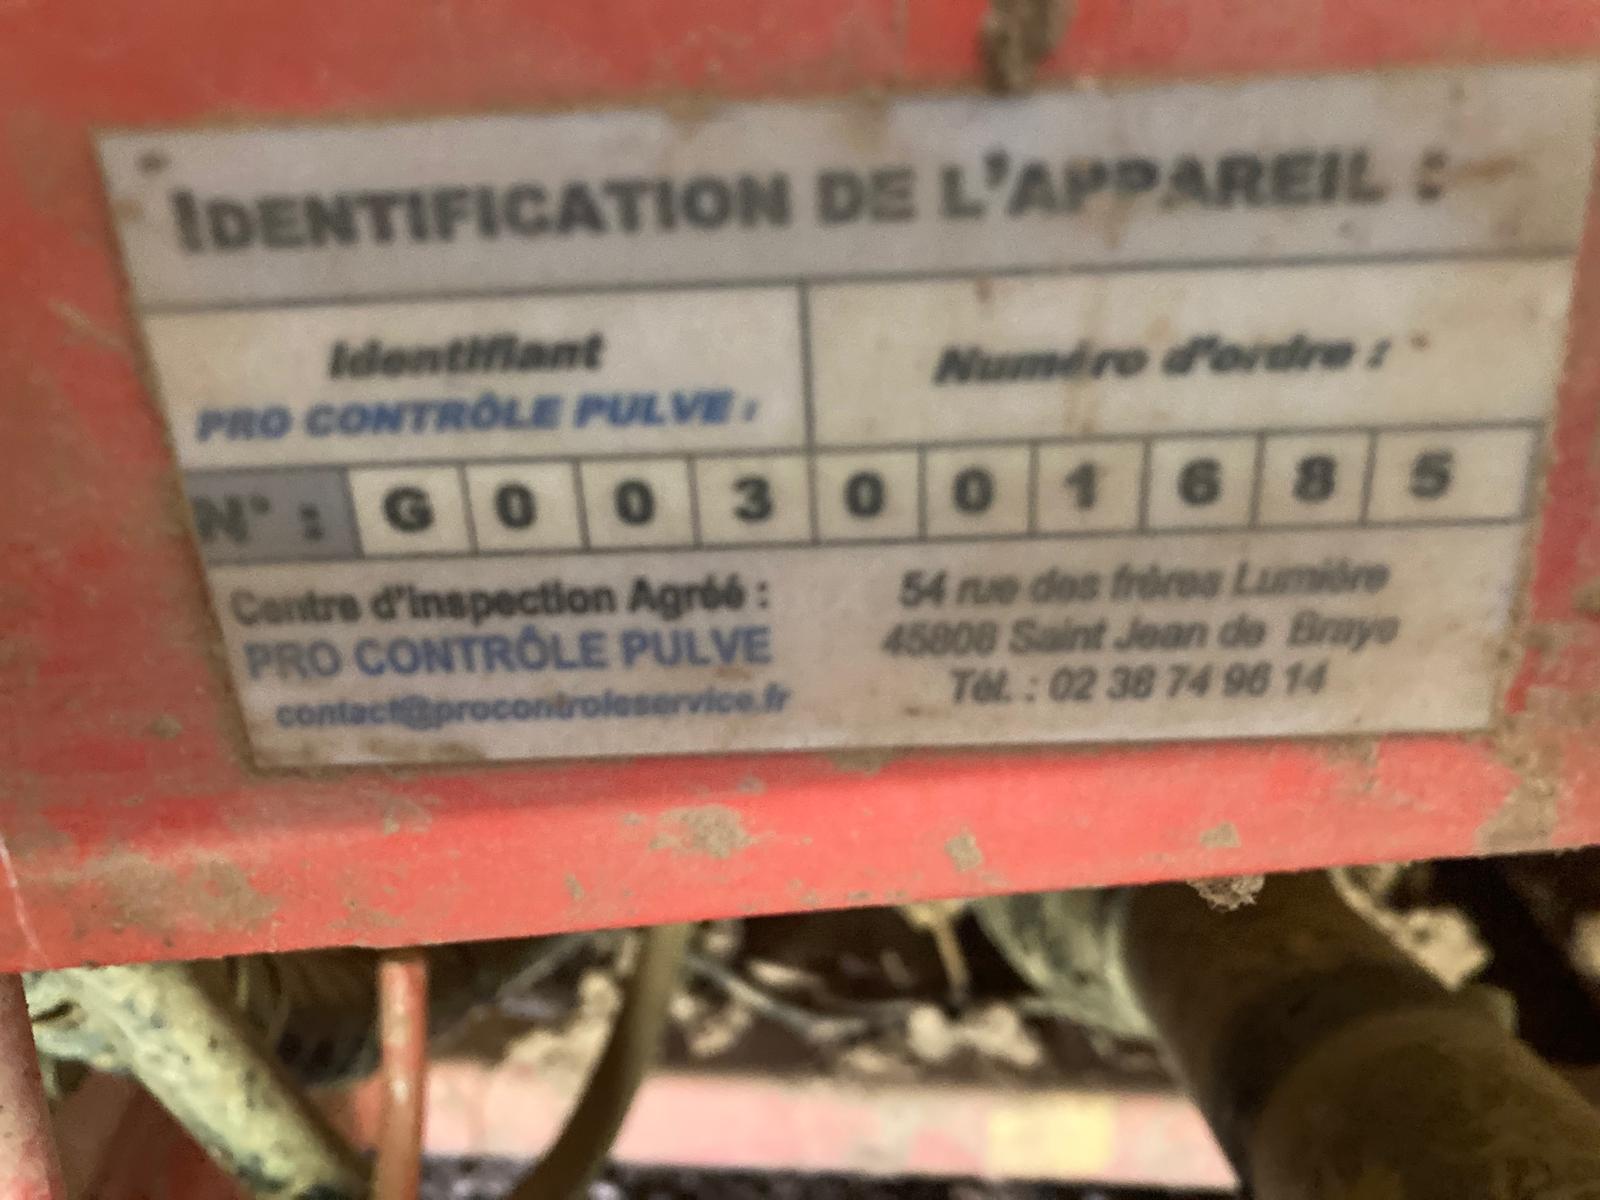 IDENTIFICATION DE L'APPAREIL :
Identifiant
PRO CONTRÔLE PULVE :
Numéro d'ordre :
N° : G 0 0 3 0 0 1 6 8 5
Centre d'inspection Agréé :
PRO CONTRÔLE PULVE
contact@procontroleservice.fr
54 rue des frères Lumière
45808 Saint Jean de Braye
Tél. : 02 38 74 96 14